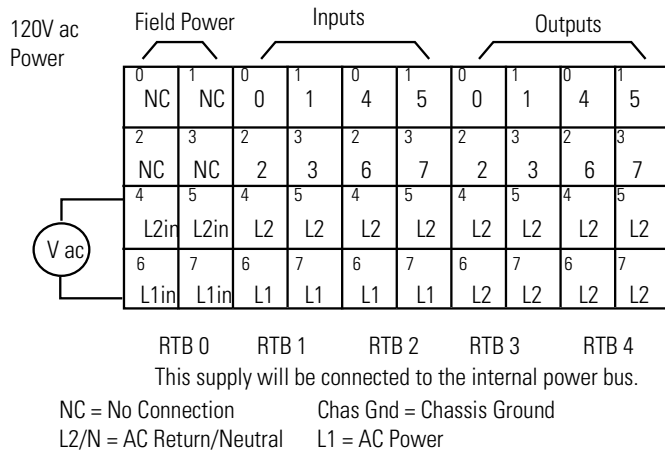 120V ac
Power
Field Power Inputs Outputs
0 1 0 1 0 1 0 1 0 1
NC NC 0 1 4 5 0 1 4 5
2 3 2 3 2 3 2 3 2 3
NC NC 2 3 6 7 2 3 6 7
4 5 4 5 4 5 4 5 4 5
L2in L2in L2 L2 L2 L2 L2 L2 L2 L2
V ac
6 7 6 7 6 7 6 7 6 7
L1in L1in L1 L1 L1 L1 L2 L2 L2 L2
RTB 0 RTB 1 RTB 2 RTB 3 RTB 4
This supply will be connected to the internal power bus.
NC = No Connection Chas Gnd = Chassis Ground
L2/N = AC Return/Neutral L1 = AC Power